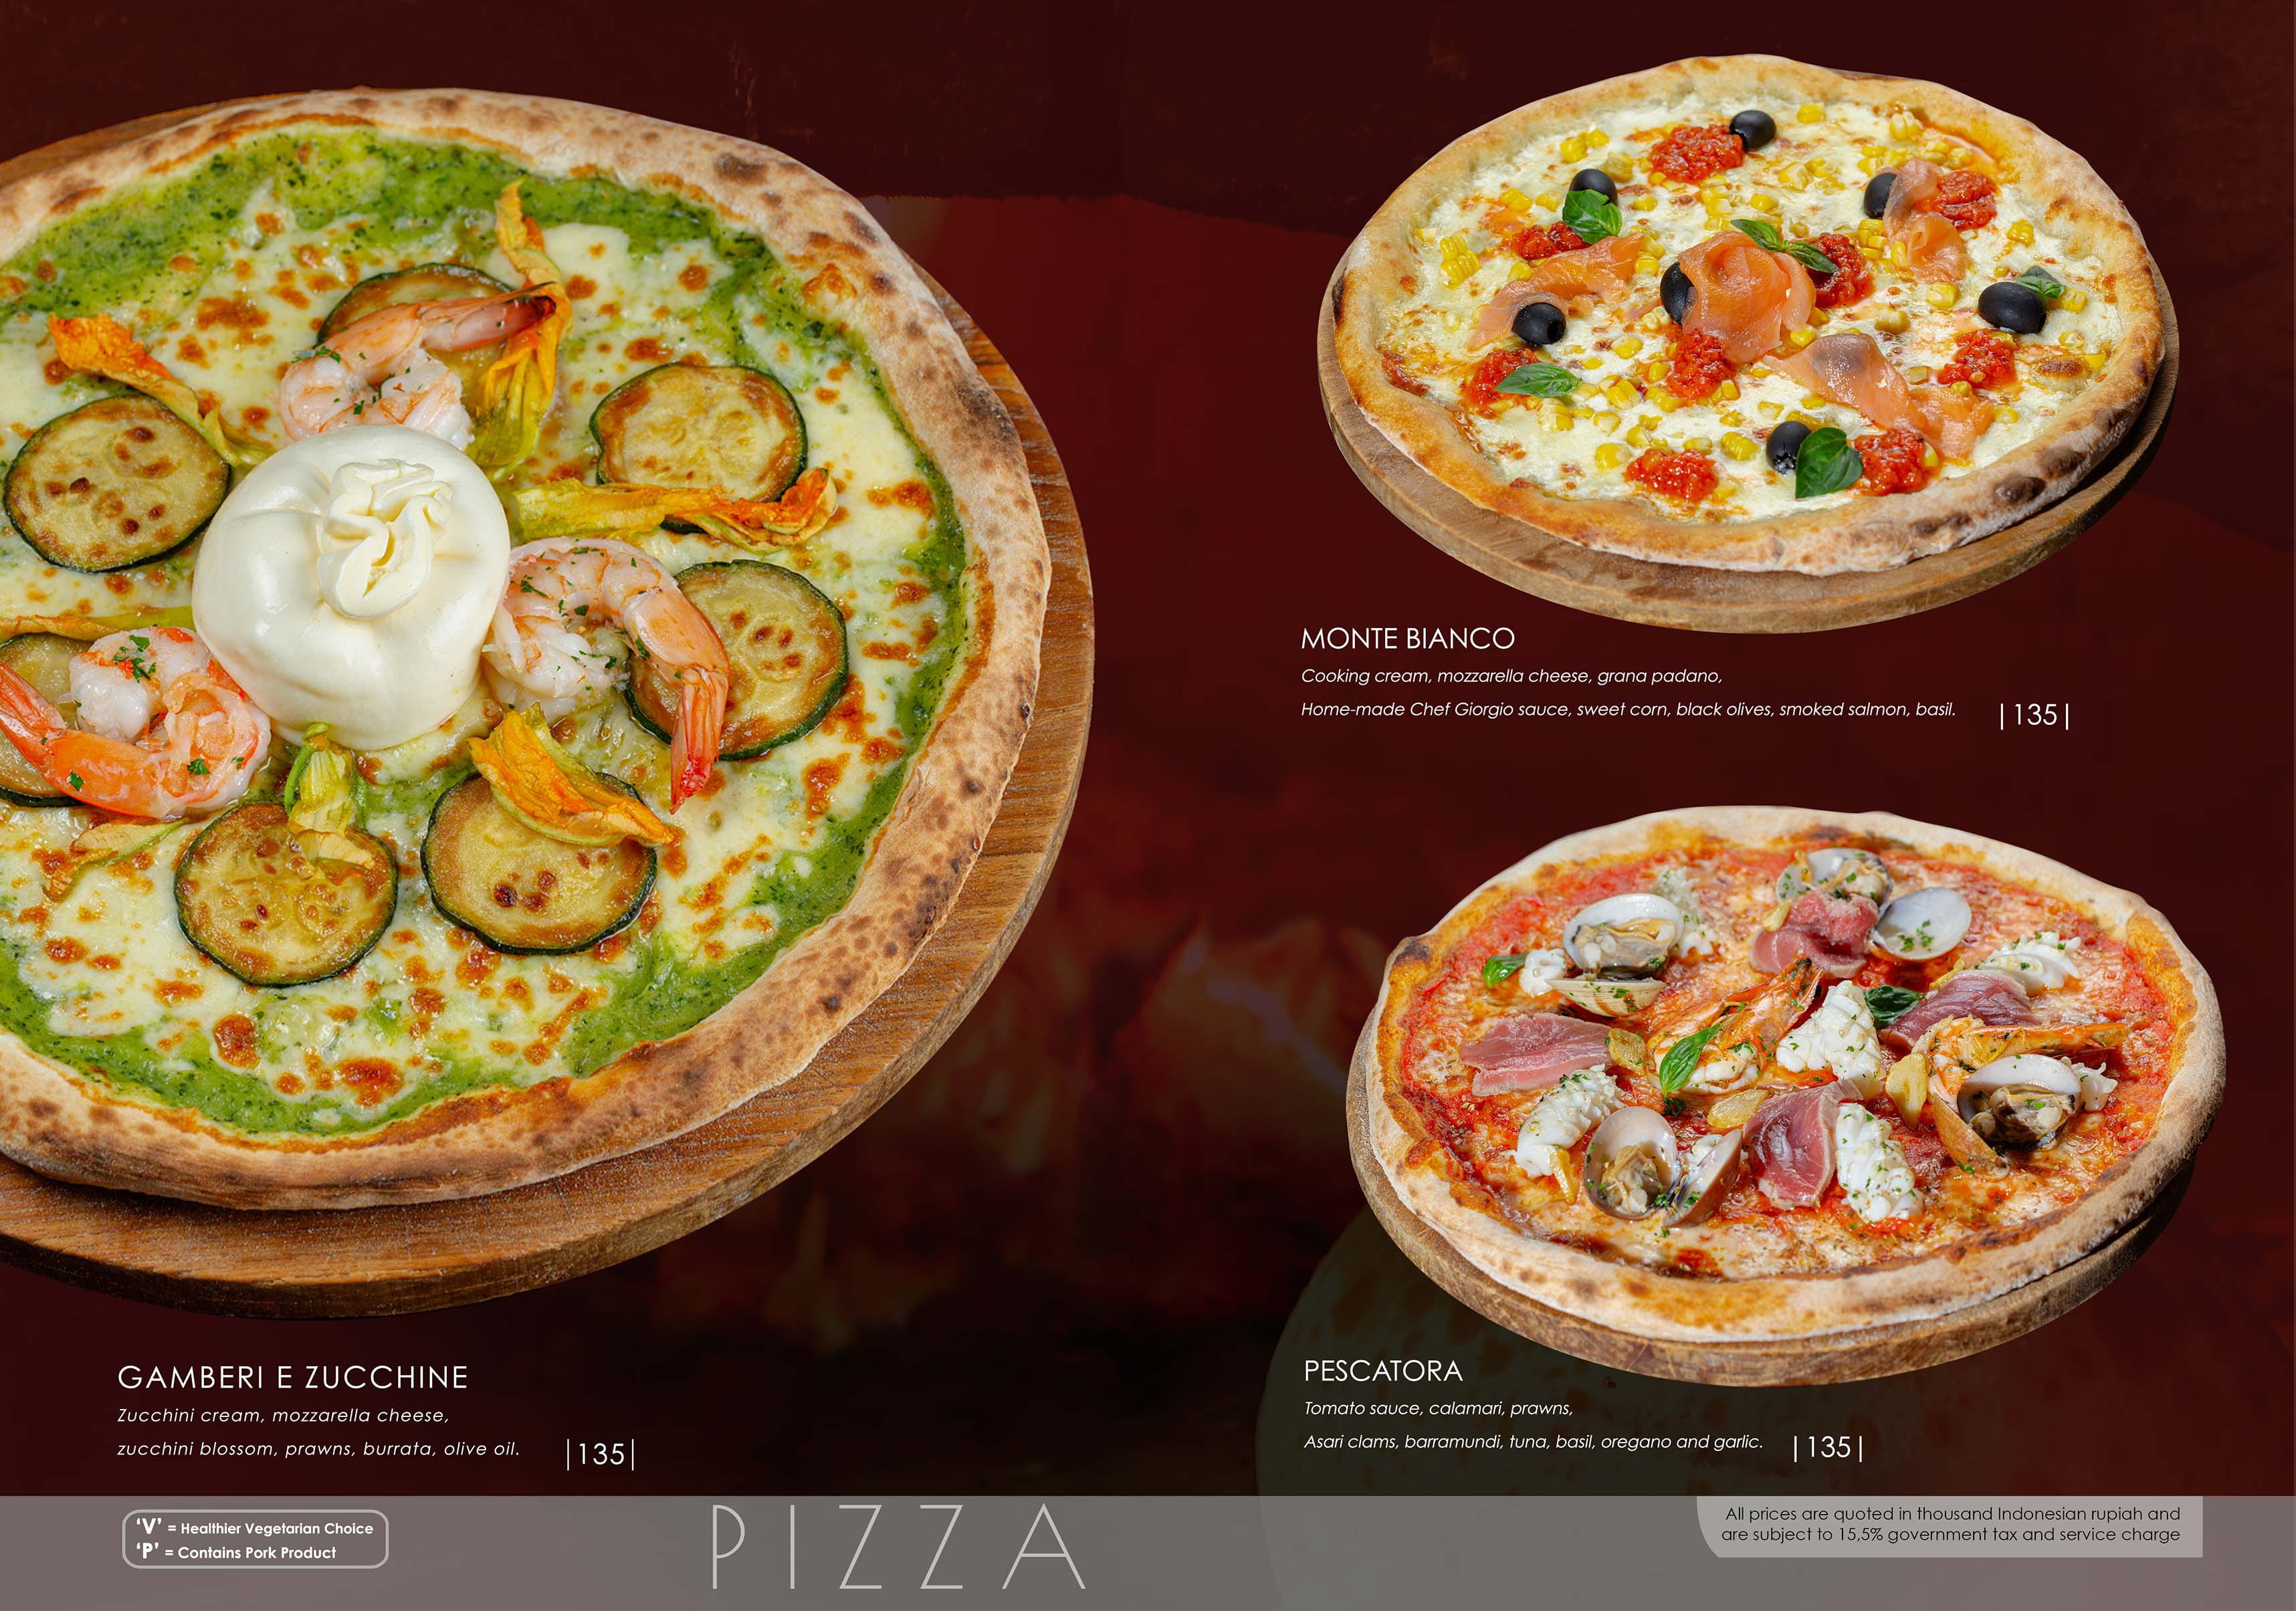 MONTE BIANCO
Cooking cream, mozzarella cheese, grana padano,
Home-made Chef Giorgio sauce, sweet corn, black olives, smoked salmon, basil.
|135|
GAMBERI E ZUCCHINE
Zucchini cream, mozzarella cheese,
zucchini blossom, prawns, burrata, olive oil.
|135|
PESCATORA
Tomato sauce, calamari, prawns,
Asari clams, barramundi, tuna, basil, oregano and garlic.
|135|
'V' = Healthier Vegetarian Choice
'P' = Contains Pork Product
PIZZA
All prices are quoted in thousand Indonesian rupiah and
are subject to 15,5% government tax and service charge